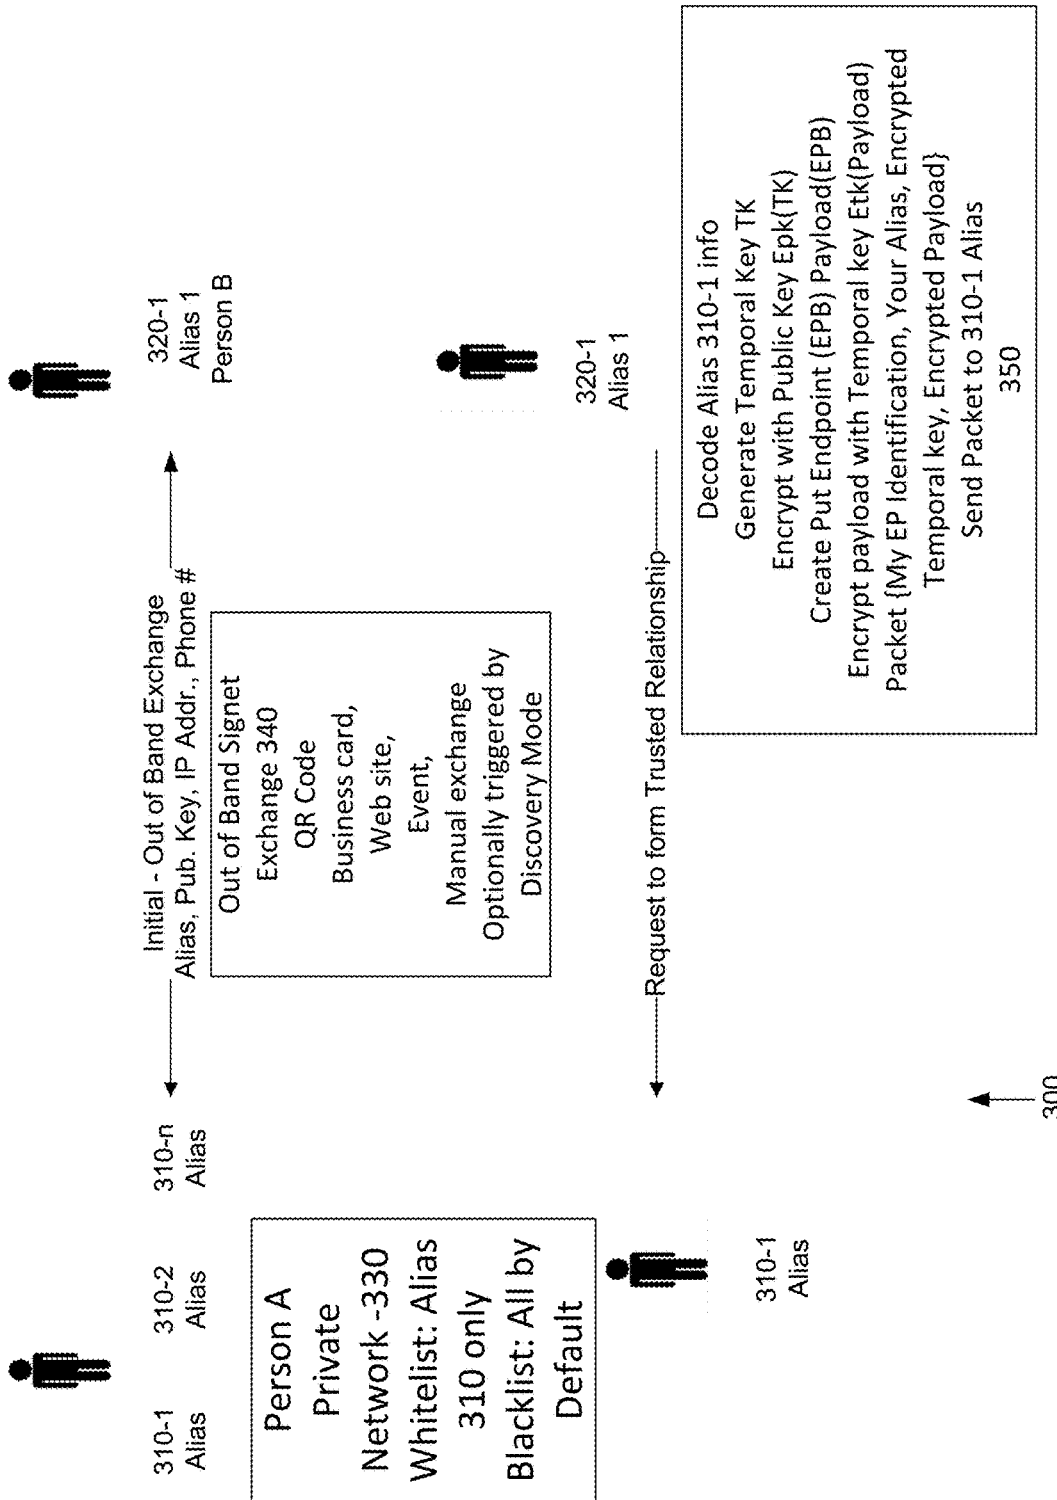 310-1
Alias
310-2
Alias
310-n
Alias
Initial - Out of Band Exchange
Alias, Pub. Key, IP Addr., Phone #
320-1
Alias 1
Person B
Person A
Private
Network -330
Whitelist: Alias
310 only
Blacklist: All by
Default
Out of Band Signet
Exchange 340
QR Code
Business card,
Web site,
Event,
Manual exchange
Optionally triggered by
Discovery Mode
320-1
Alias 1
Request to form Trusted Relationship
310-1
Alias
Decode Alias 310-1 info
Generate Temporal Key TK
Encrypt with Public Key Epk(TK)
Create Put Endpoint (EPB) Payload(EPB)
Encrypt payload with Temporal key Etk(Payload)
Packet {My EP Identification, Your Alias, Encrypted
Temporal key, Encrypted Payload}
Send Packet to 310-1 Alias
350
300